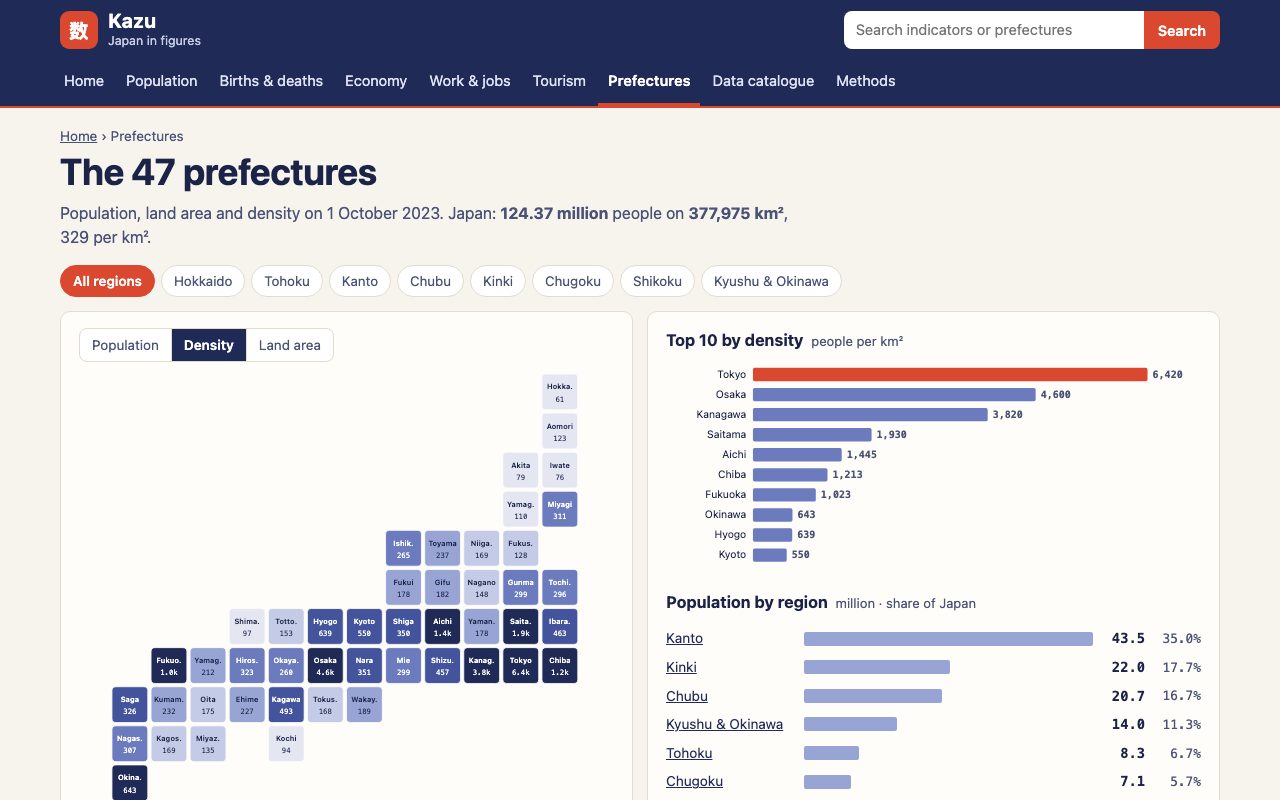 数
Kazu
Japan in figures
Search indicators or prefectures
Search
Home
Population
Births & deaths
Economy
Work & jobs
Tourism
Prefectures
Data catalogue
Methods
Home › Prefectures
The 47 prefectures
Population, land area and density on 1 October 2023. Japan: 124.37 million people on 377,975 km²,
329 per km².
All regions
Hokkaido
Tohoku
Kanto
Chubu
Kinki
Chugoku
Shikoku
Kyushu & Okinawa
Population
Density
Land area
Hokka.
61
Aomori
123
Akita
79
Iwate
76
Yamag.
110
Miyagi
311
Ishik.
265
Toyama
237
Niiga.
169
Fukus.
128
Fukui
178
Gifu
182
Nagano
148
Gunma
299
Tochi.
296
Shima.
97
Totto.
153
Hyogo
639
Kyoto
550
Shiga
350
Aichi
1.4k
Yaman.
178
Saita.
1.9k
Ibara.
463
Fukuo.
1.0k
Yamag.
212
Hiros.
323
Okaya.
260
Osaka
4.6k
Nara
351
Mie
299
Shizu.
457
Kanag.
3.8k
Tokyo
6.4k
Chiba
1.2k
Saga
326
Kumam.
232
Oita
175
Ehime
227
Kagawa
493
Tokus.
168
Wakay.
189
Nagas.
307
Kagos.
169
Miyaz.
135
Kochi
94
Okina.
643
Top 10 by density people per km²
Tokyo 6,420
Osaka 4,600
Kanagawa 3,820
Saitama 1,930
Aichi 1,445
Chiba 1,213
Fukuoka 1,023
Okinawa 643
Hyogo 639
Kyoto 550
Population by region million · share of Japan
Kanto 43.5 35.0%
Kinki 22.0 17.7%
Chubu 20.7 16.7%
Kyushu & Okinawa 14.0 11.3%
Tohoku 8.3 6.7%
Chugoku 7.1 5.7%